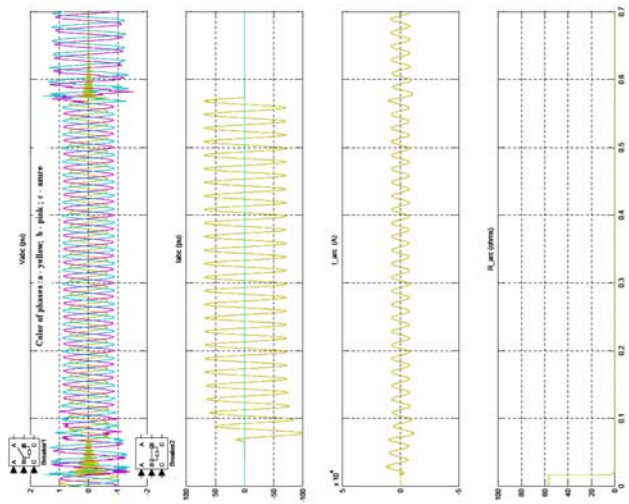 Vabc (pu)
Color of phases: a - yellow; b - pink ; c - azure
2
1
0
-1
-2
A A
B B
C C
Breaker1
A A
B B
C C
Breaker2
Iabc (pu)
100
50
0
-50
-100
I_arc (A)
x 10⁴
5
0
-5
R_arc (ohms)
100
80
60
40
20
0
0
0.1
0.2
0.3
0.4
0.5
0.6
0.7